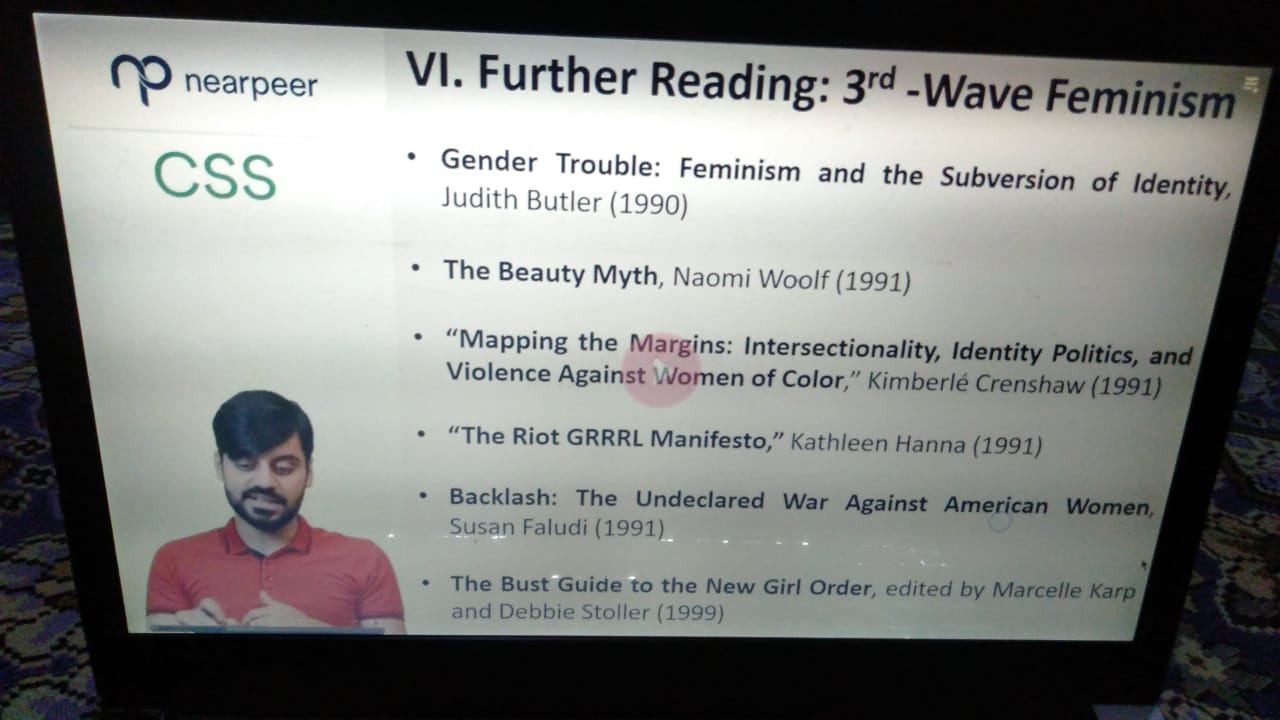 nearpeer
CSS
VI. Further Reading: 3rd -Wave Feminism
• Gender Trouble: Feminism and the Subversion of Identity,
Judith Butler (1990)
• The Beauty Myth, Naomi Woolf (1991)
• “Mapping the Margins: Intersectionality, Identity Politics, and
Violence Against Women of Color,” Kimberlé Crenshaw (1991)
• “The Riot GRRRL Manifesto,” Kathleen Hanna (1991)
• Backlash: The Undeclared War Against American Women,
Susan Faludi (1991)
• The Bust Guide to the New Girl Order, edited by Marcelle Karp
and Debbie Stoller (1999)